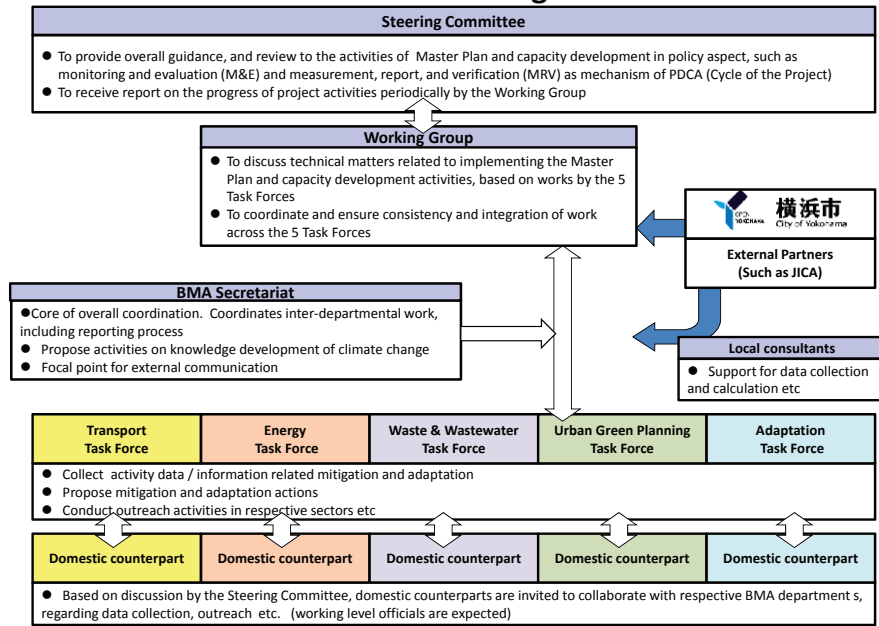 Steering Committee
● To provide overall guidance, and review to the activities of Master Plan and capacity development in policy aspect, such as
monitoring and evaluation (M&E) and measurement, report, and verification (MRV) as mechanism of PDCA (Cycle of the Project)
● To receive report on the progress of project activities periodically by the Working Group
Working Group
● To discuss technical matters related to implementing the Master
Plan and capacity development activities, based on works by the 5
Task Forces
● To coordinate and ensure consistency and integration of work
across the 5 Task Forces
OPEN
YOKOHAMA
横浜市
City of Yokohama
External Partners
(Such as JICA)
BMA Secretariat
●Core of overall coordination. Coordinates inter-departmental work,
including reporting process
● Propose activities on knowledge development of climate change
● Focal point for external communication
Local consultants
● Support for data collection
and calculation etc
Transport
Task Force
Energy
Task Force
Waste & Wastewater
Task Force
Urban Green Planning
Task Force
Adaptation
Task Force
● Collect activity data / information related mitigation and adaptation
● Propose mitigation and adaptation actions
● Conduct outreach activities in respective sectors etc
Domestic counterpart
Domestic counterpart
Domestic counterpart
Domestic counterpart
Domestic counterpart
● Based on discussion by the Steering Committee, domestic counterparts are invited to collaborate with respective BMA department s,
regarding data collection, outreach etc. (working level officials are expected)